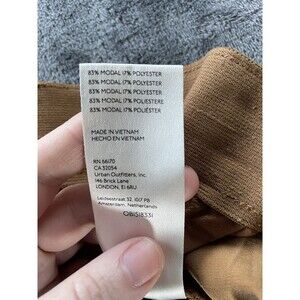 83% MODAL 17% POLYESTER
83% MODAL 17% POLYESTER
83% MODAL 17% POLYESTER
83% MODAL 17% POLIESTERE
83% MODAL 17% POLIÉSTER
MADE IN VIETNAM
HECHO EN VIETNAM
RN 66170
CA 32054
Urban Outfitters, Inc.
146 Brick Lane
LONDON, E1 6RU
Leidsestraat 32, 1017 PB
Amsterdam, Netherlands
OBIS18331